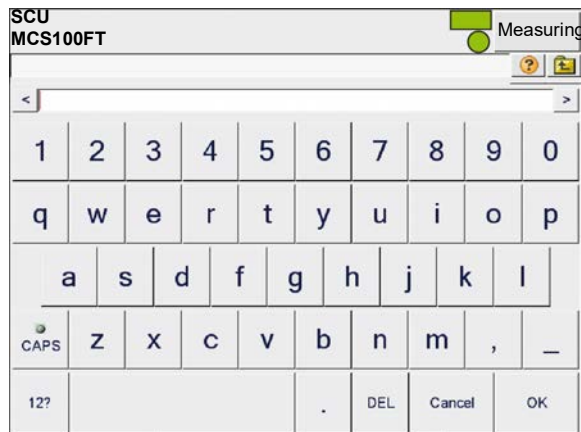 SCU
MCS100FT
Measuring
?
< >
1 2 3 4 5 6 7 8 9 0
q w e r t y u i o p
a s d f g h j k l
CAPS z x c v b n m , _
12? . DEL Cancel OK